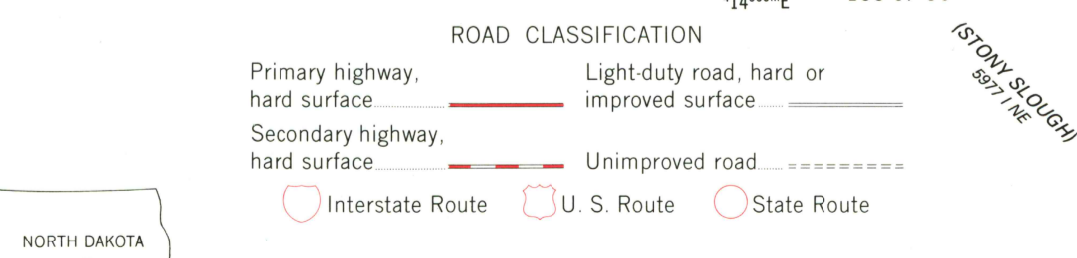 ROAD CLASSIFICATION
(STONY SLOUGH)
5977 I NE
Primary highway,
hard surface
Light-duty road, hard or
improved surface
Secondary highway,
hard surface
Unimproved road
Interstate Route
U. S. Route
State Route
NORTH DAKOTA